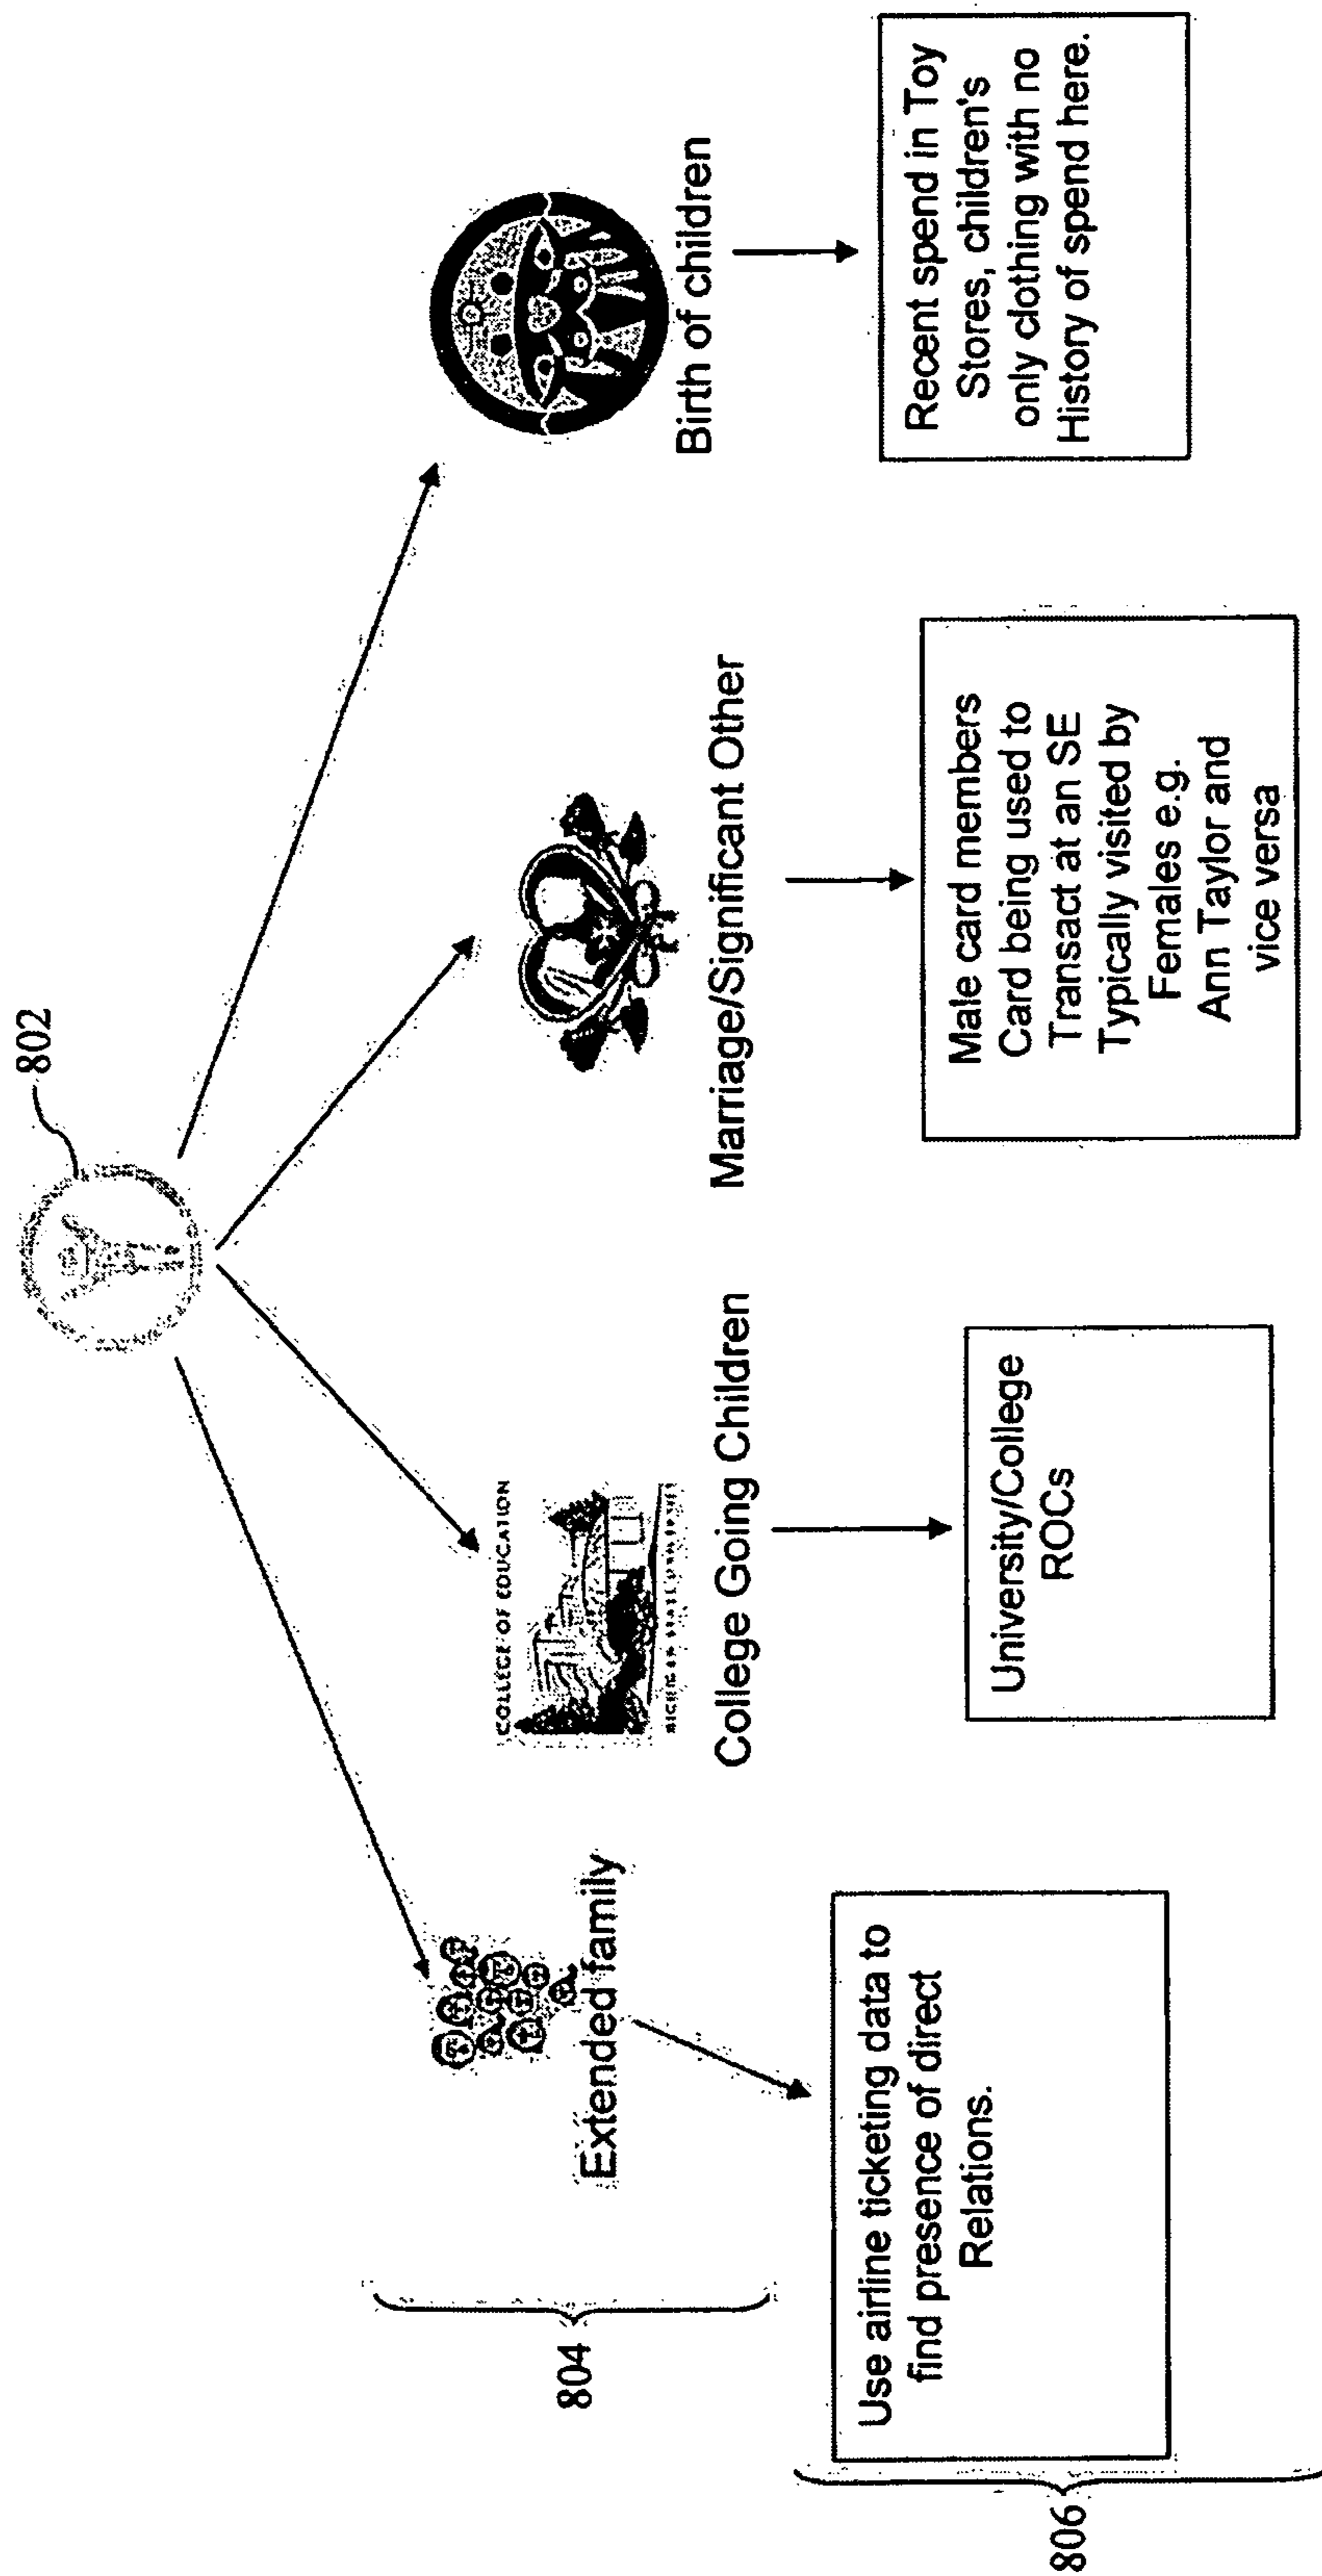 802
804
Extended family
COLLEGE OF EDUCATION
College Going Children
Marriage/Significant Other
Birth of children
806
Use airline ticketing data to
find presence of direct
Relations.
University/College
ROCs
Male card members
Card being used to
Transact at an SE
Typically visited by
Females e.g.
Ann Taylor and
vice versa
Recent spend in Toy
Stores, children's
only clothing with no
History of spend here.